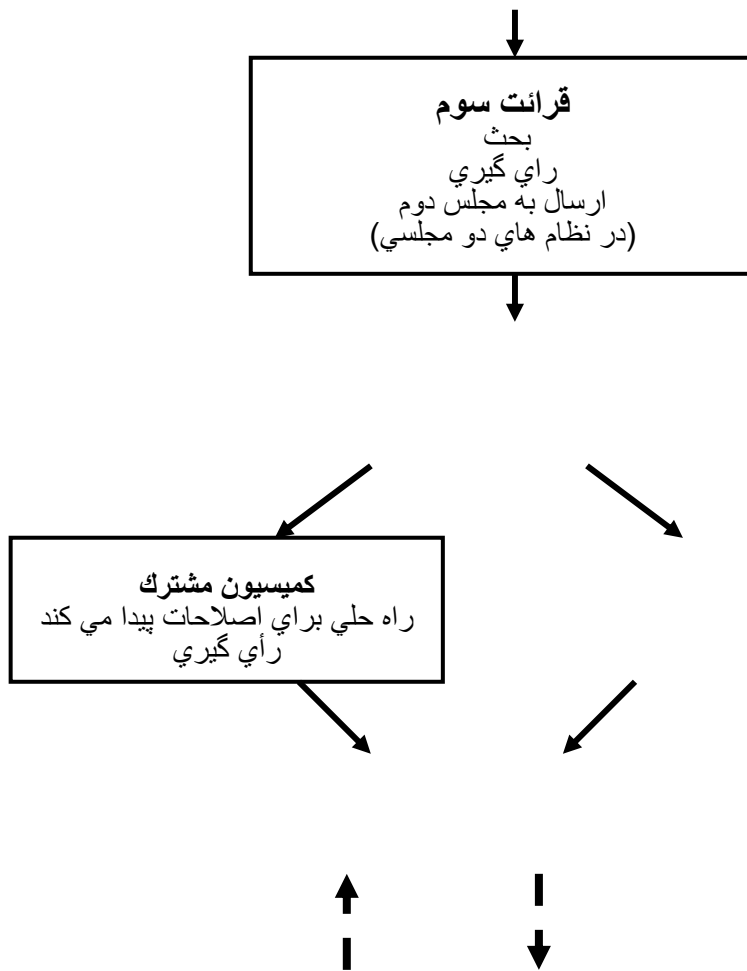 قرائت سوم
بحث
راي گيري
ارسال به مجلس دوم
(در نظام هاي دو مجلسي)
كميسيون مشترك
راه حلي براي اصلاحات پيدا مي كند
رأي گيري